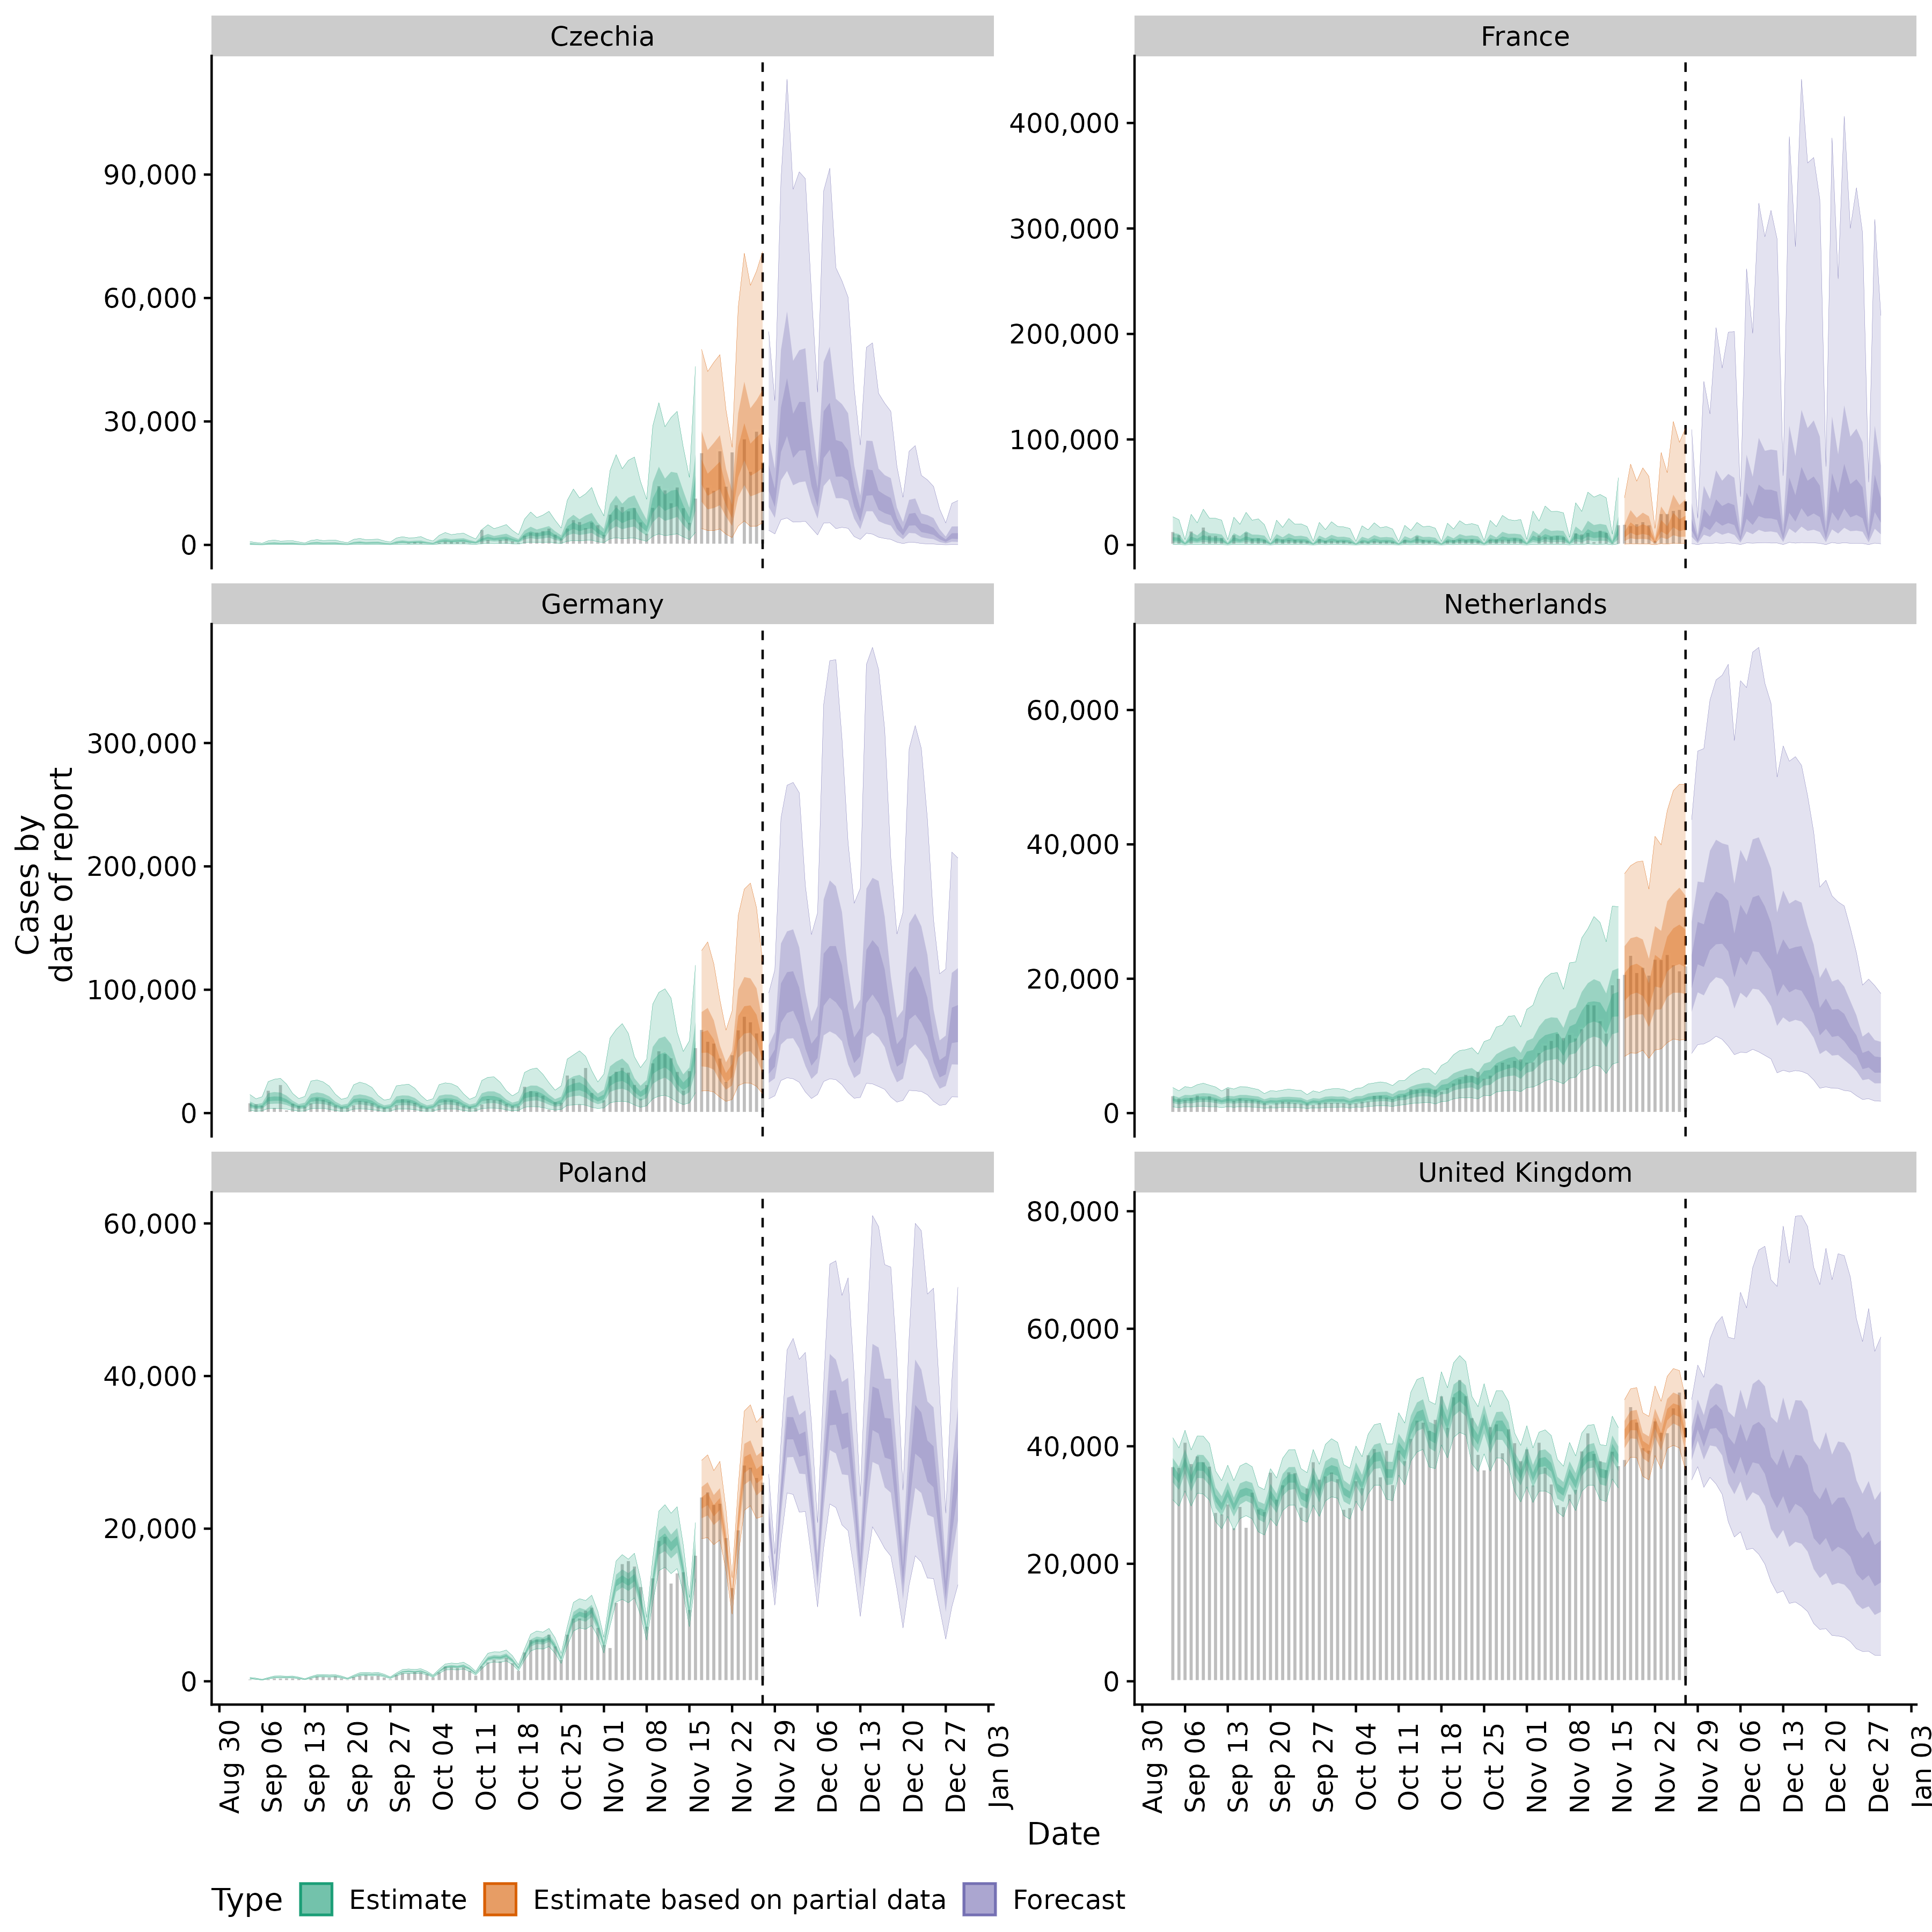 Czechia
France
90,000
60,000
30,000
0
400,000
300,000
200,000
100,000
0
Germany
Netherlands
300,000
200,000
100,000
0
60,000
40,000
20,000
0
Cases by
date of report
Poland
United Kingdom
60,000
40,000
20,000
0
80,000
60,000
40,000
20,000
0
Aug 30
Sep 06
Sep 13
Sep 20
Sep 27
Oct 04
Oct 11
Oct 18
Oct 25
Nov 01
Nov 08
Nov 15
Nov 22
Nov 29
Dec 06
Dec 13
Dec 20
Dec 27
Jan 03
Aug 30
Sep 06
Sep 13
Sep 20
Sep 27
Oct 04
Oct 11
Oct 18
Oct 25
Nov 01
Nov 08
Nov 15
Nov 22
Nov 29
Dec 06
Dec 13
Dec 20
Dec 27
Jan 03
Date
Type Estimate Estimate based on partial data Forecast